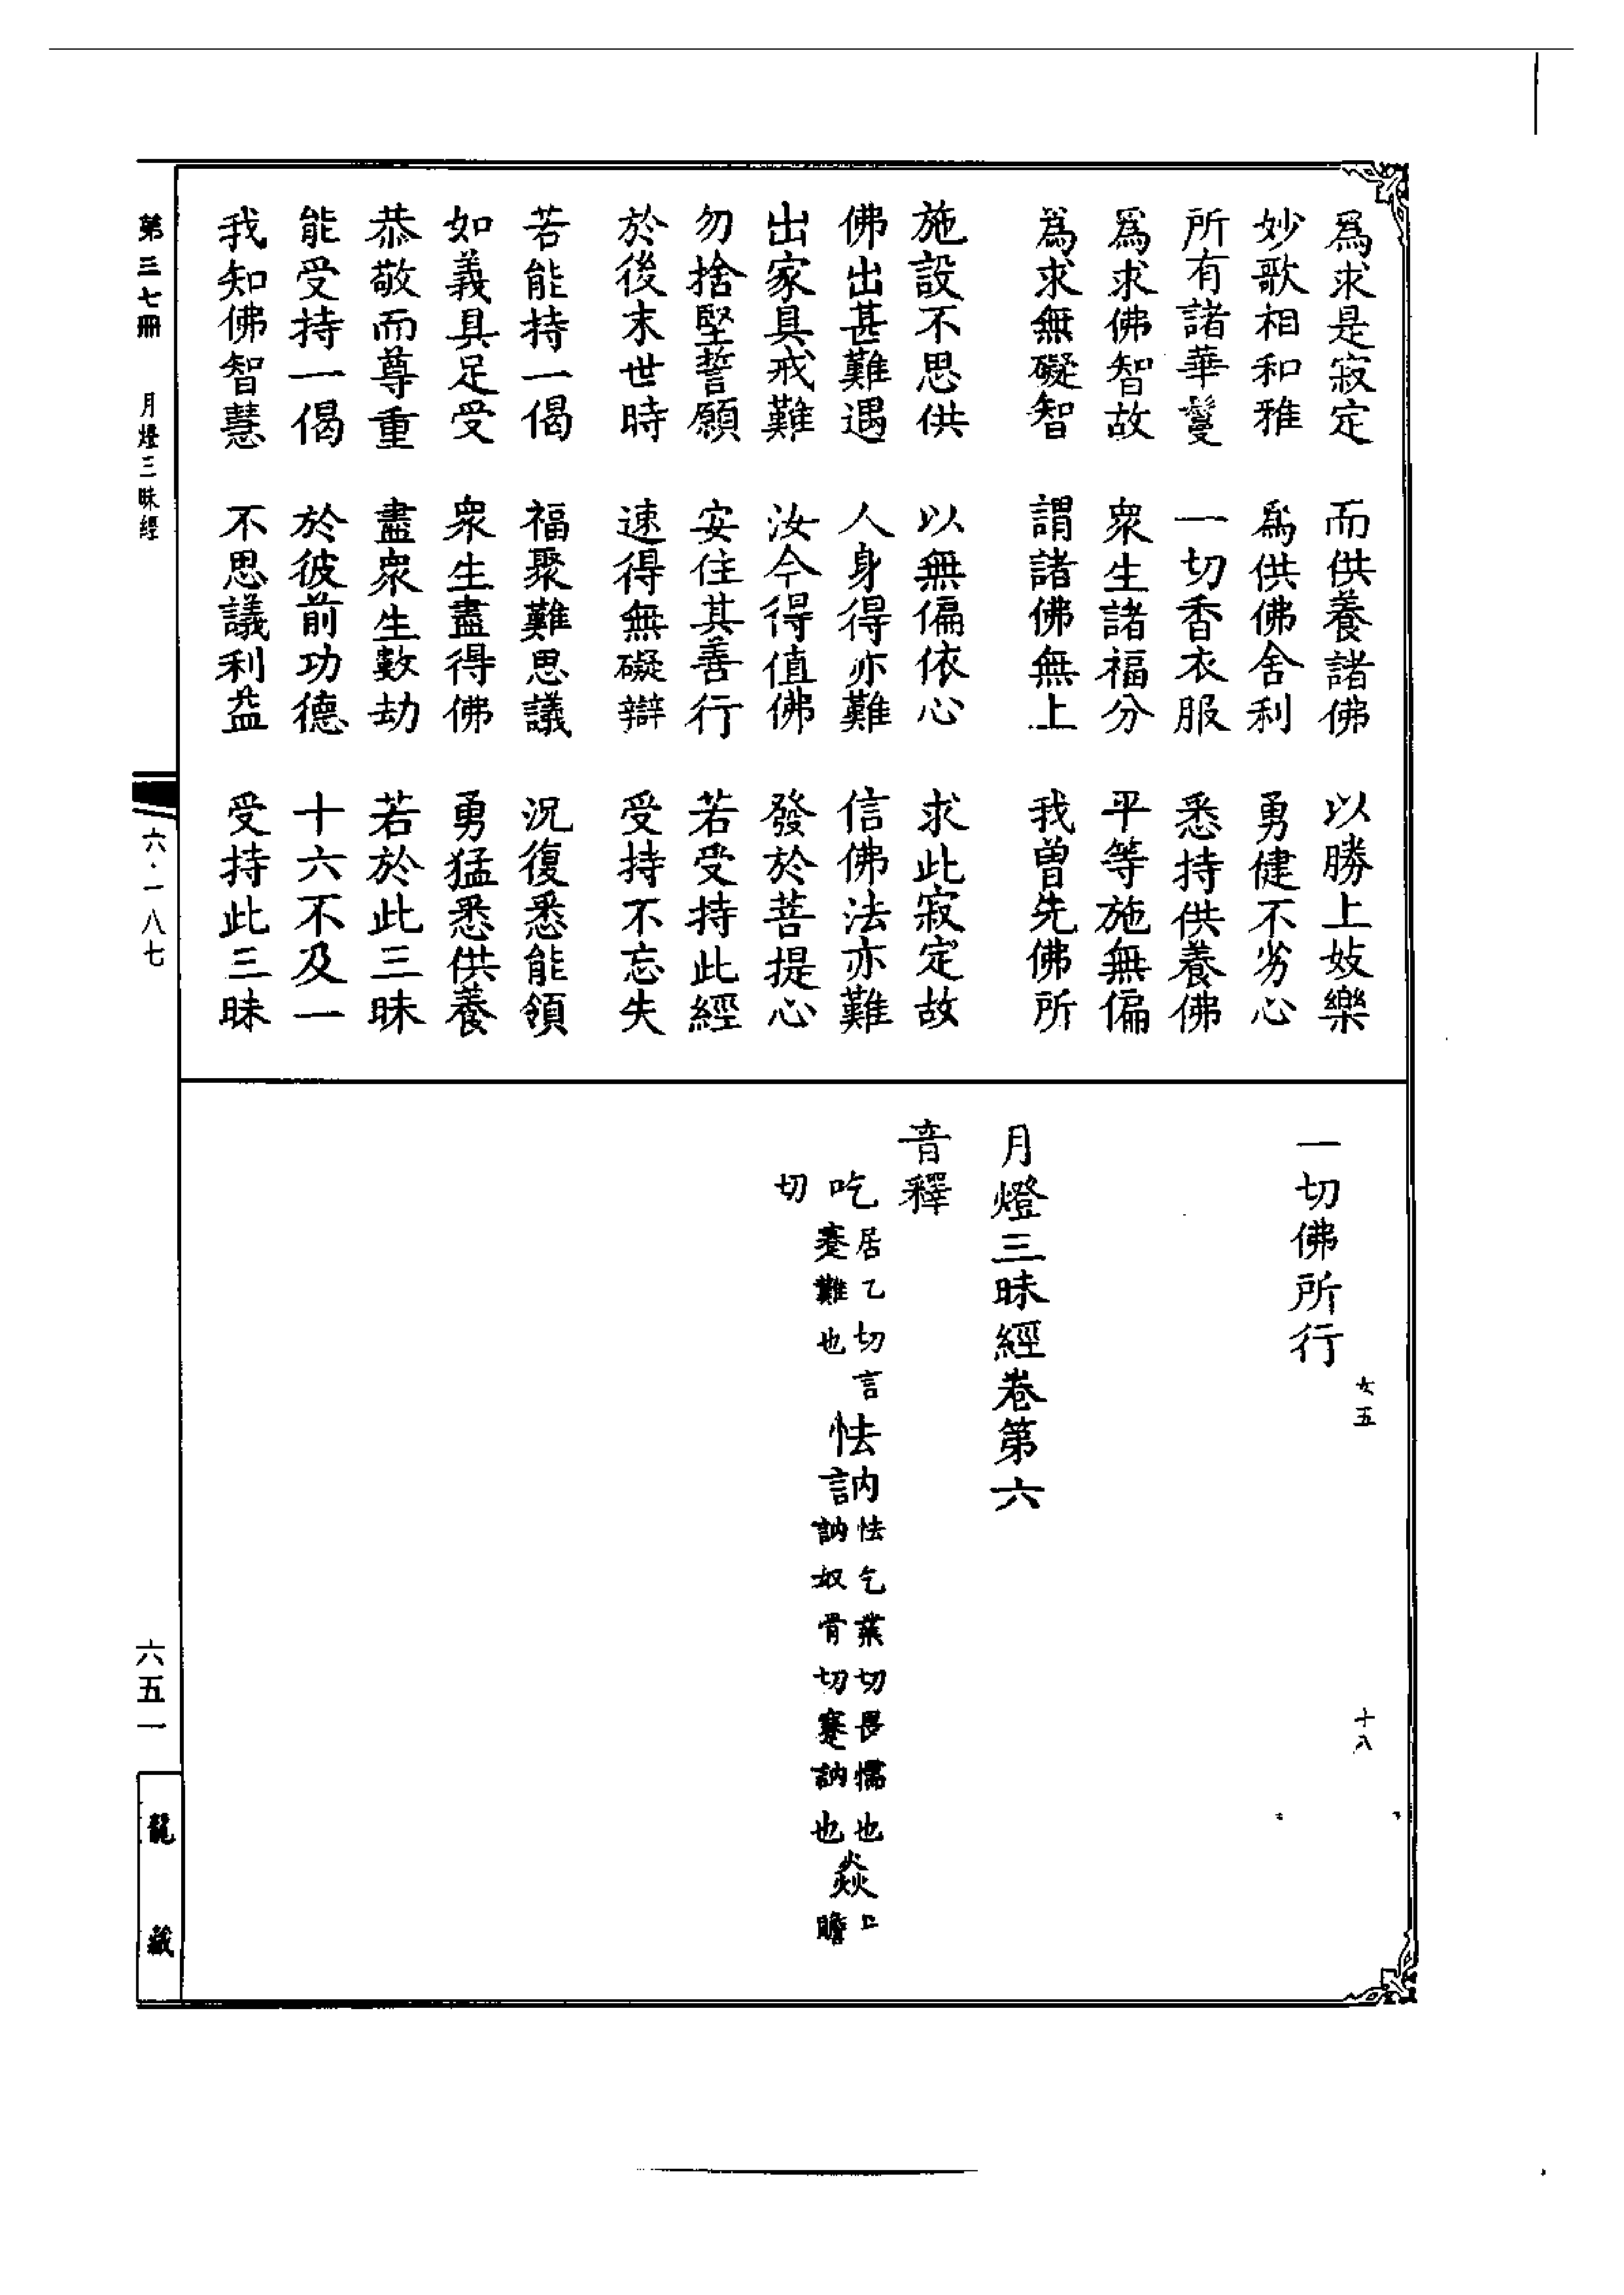 爲求是寂定　而供養諸佛　以勝上妓樂
妙歌相和雅　爲供佛舍利　勇健不劣心
所有諸華鬘　一切香衣服　悉持供養佛
爲求佛智故　衆生諸福分　平等施無偏
爲求無礙智　謂諸佛無上　我曾先佛所
施設不思供　以無偏依心　求此寂定故
佛出甚難遇　人身得亦難　信佛法亦難
出家具戒難　汝今得值佛　發於菩提心
勿捨堅誓願　安住其善行　若受持此經
於後末世時　速得無礙辯　受持不忘失
若能持一偈　福聚難思議　況復悉能領
如義具足受　衆生盡得佛　勇猛悉供養
恭敬而尊重　盡衆生數劫　若於此三昧
能受持一偈　於彼前功德　十六不及一
我知佛智慧　不思議利益　受持此三昧
一切佛所行
女五　十八
月燈三昧經卷第六
音釋
吃居乙切言蹇難也　怯訥怯乞業切畏懦也訥奴骨切蹇訥也　焱以贍
切
第三七冊　月燈三昧經
六·一八七
六五一
龍藏